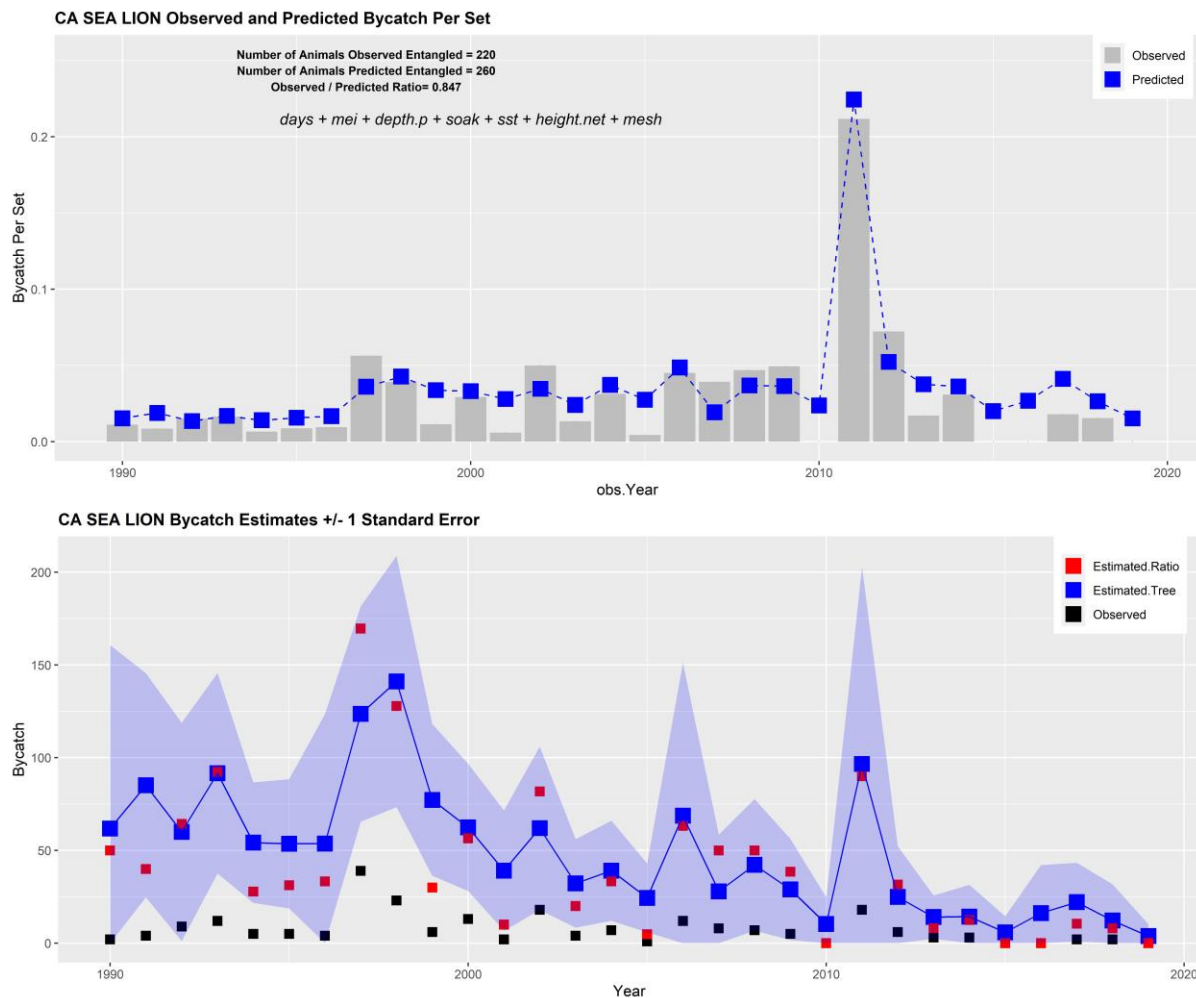 CA SEA LION Observed and Predicted Bycatch Per Set
Number of Animals Observed Entangled = 220
Number of Animals Predicted Entangled = 260
Observed / Predicted Ratio= 0.847
days + mei + depth.p + soak + sst + height.net + mesh
Observed
Predicted
Bycatch Per Set
0.2
0.1
0.0
1990
2000
2010
2020
obs.Year
CA SEA LION Bycatch Estimates +/- 1 Standard Error
Estimated.Ratio
Estimated.Tree
Observed
Bycatch
200
150
100
50
0
1990
2000
2010
2020
Year